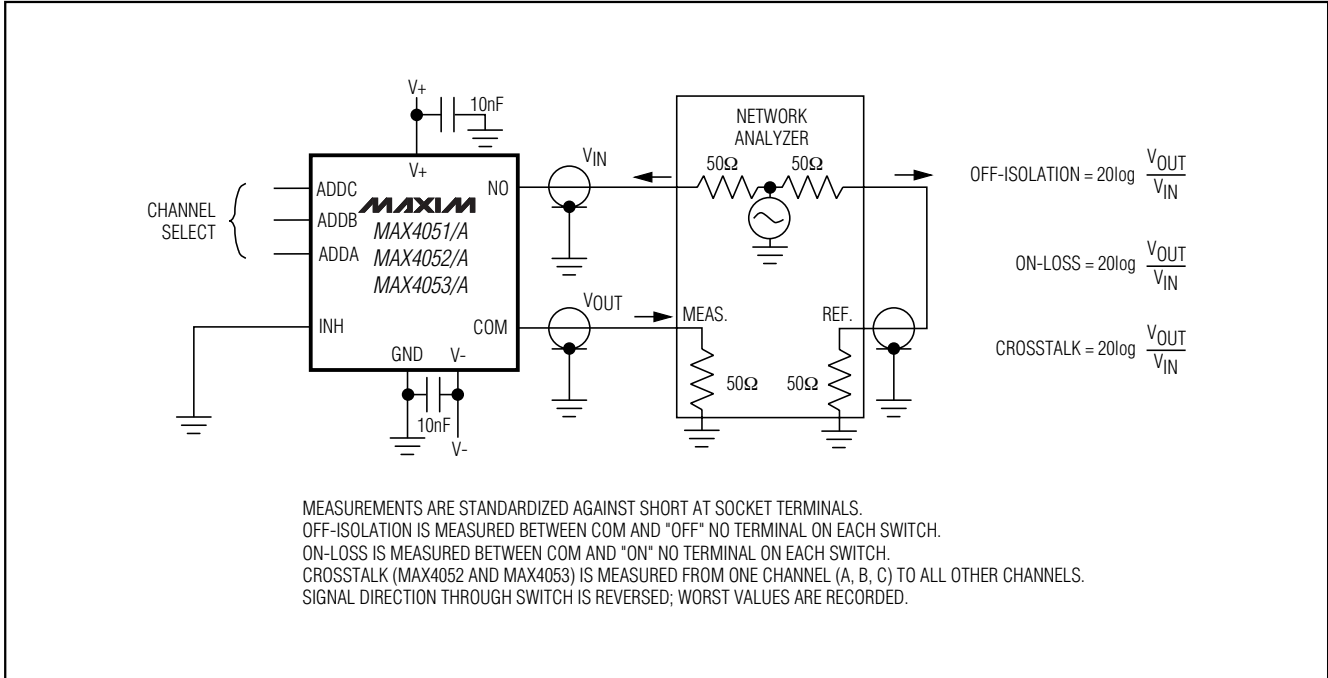 V+
10nF
V+
NETWORK
ANALYZER
50Ω 50Ω
VIN
OFF-ISOLATION = 20log VOUT
VIN
CHANNEL
SELECT
ADDC
ADDB
ADDA
NO
MAXIM
MAX4051/A
MAX4052/A
MAX4053/A
ON-LOSS = 20log VOUT
VIN
INH
COM
VOUT
MEAS.
REF.
CROSSTALK = 20log VOUT
VIN
GND
V-
50Ω
50Ω
10nF
V-
MEASUREMENTS ARE STANDARDIZED AGAINST SHORT AT SOCKET TERMINALS.
OFF-ISOLATION IS MEASURED BETWEEN COM AND "OFF" NO TERMINAL ON EACH SWITCH.
ON-LOSS IS MEASURED BETWEEN COM AND "ON" NO TERMINAL ON EACH SWITCH.
CROSSTALK (MAX4052 AND MAX4053) IS MEASURED FROM ONE CHANNEL (A, B, C) TO ALL OTHER CHANNELS.
SIGNAL DIRECTION THROUGH SWITCH IS REVERSED; WORST VALUES ARE RECORDED.